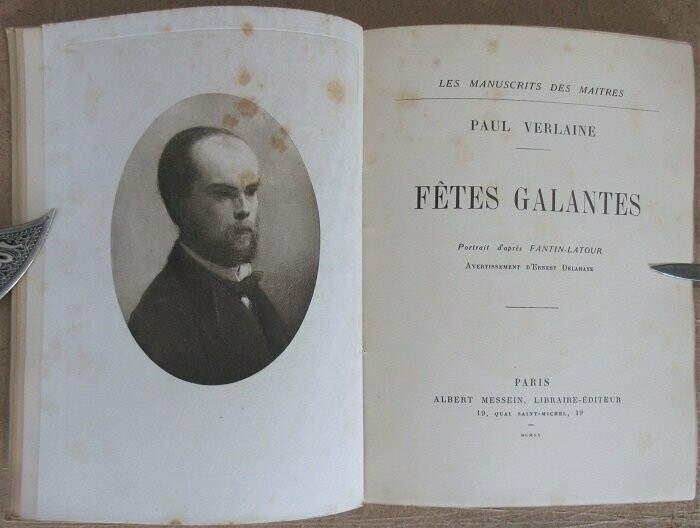 LES MANUSCRITS DES MAITRES
PAUL VERLAINE
FÊTES GALANTES
Portrait d'après FANTIN-LATOUR
AVERTISSEMENT D'ERNEST DELAHAYE
PARIS
ALBERT MESSEIN, LIBRAIRE-ÉDITEUR
19, QUAI SAINT-MICHEL, 19